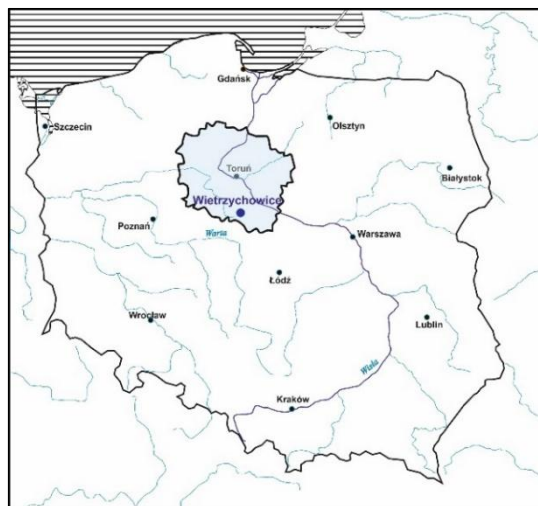 Gdańsk
Szczecin
Olsztyn
Białystok
Toruń
Wietrzychowice
Poznań
Warta
Warszawa
Łódź
Wrocław
Lublin
Wisła
Kraków